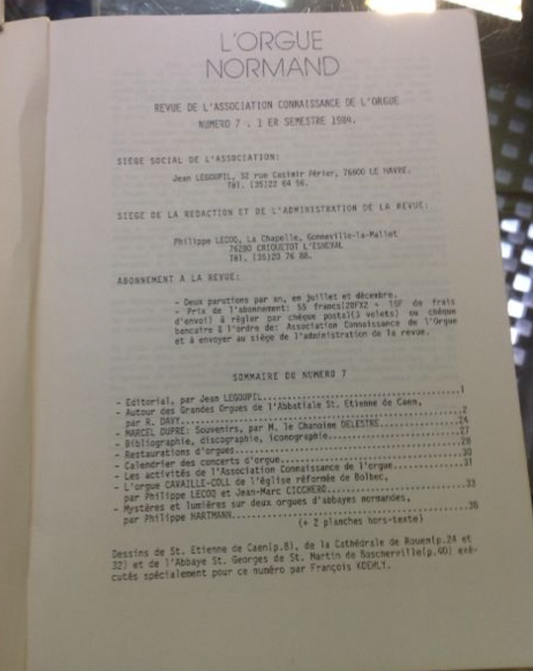 L'ORGUE
NORMAND
REVUE DE L'ASSOCIATION CONNAISSANCE DE L'ORGUE
NUMERO 7 . 1 ER SEMESTRE 1984.
SIEGE SOCIAL DE L'ASSOCIATION:
Jean LEGOUPIL, 32 rue Casimir Périer, 76600 LE HAVRE.
Tél. (35)22 64 56.
SIEGE DE LA REDACTION ET DE L'ADMINISTRATION DE LA REVUE:
Philippe LECOQ, La Chapelle, Gonneville-la-Mallet
76280 CRIQUETOT L'ESNEVAL
Tél. (35)20 76 88.
ABONNEMENT A LA REVUE:
- Deux parutions par an, en juillet et décembre.
- Prix de l'abonnement: 55 francs(20FX2 + 15F de frais
d'envoi) à régler par chèque postal(3 volets) ou chèque
bancaire à l'ordre de: Association Connaissance de l'Orgue
et à envoyer au siège de l'administration de la revue.
SOMMAIRE DU NUMERO 7
- Editorial, par Jean LEGOUPIL...1
- Autour des Grandes Orgues de l'Abbatiale St. Etienne de Caen,
par R. DAVY...2
- MARCEL DUPRE: Souvenirs, par M. le Chanoine DELESTRE...24
- Bibliographie, discographie, iconographie...27
- Restaurations d'orgues...28
- Calendrier des concerts d'orgue...30
- Les activités de l'Association Connaissance de l'orgue...31
- L'orgue CAVAILLE-COLL de l'église réformée de Bolbec,
par Philippe LECOQ et Jean-Marc CICCHERO...33
- Mystères et lumières sur deux orgues d'abbayes normandes,
par Philippe HARTMANN...36
(+ 2 planches hors-texte)
Dessins de St. Etienne de Caen(p.8), de la Cathédrale de Rouen(p.24 et
32) et de l'Abbaye St. Georges de St. Martin de Boscherville(p.40) exé-
cutés spécialement pour ce numéro par François KOEHLY.